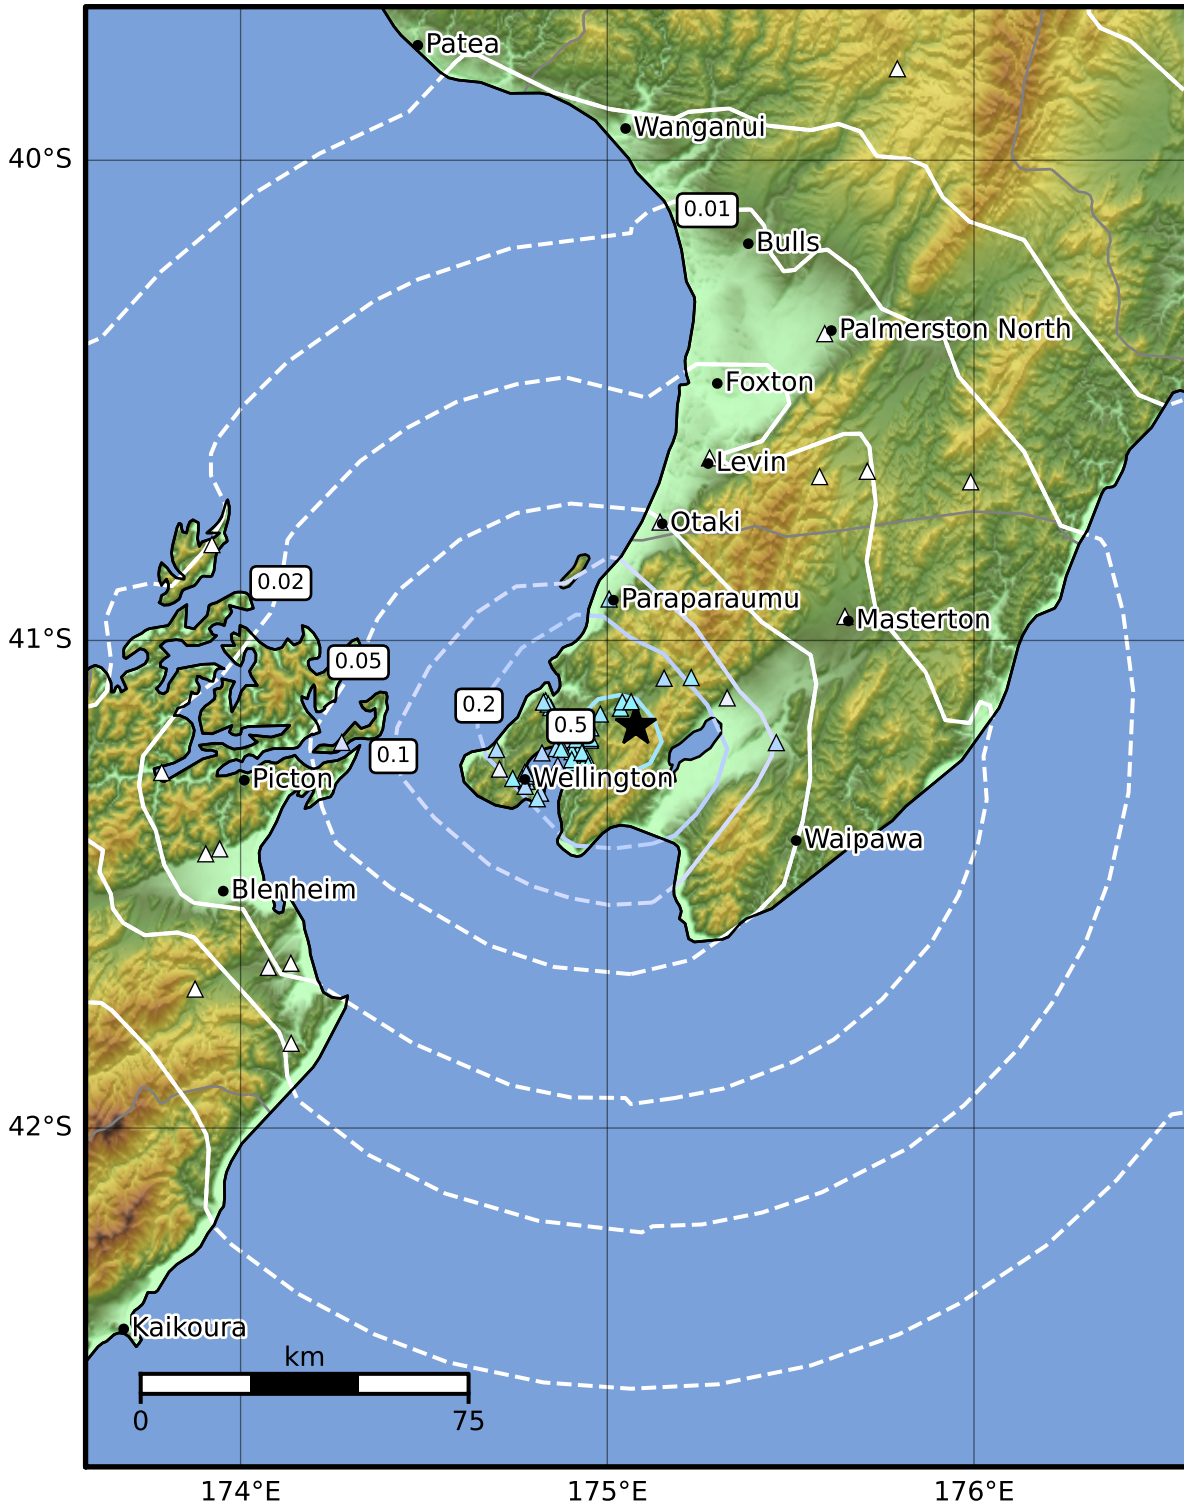 Patea
Wanganui
40°S
0.01
Bulls
Palmerston North
Foxton
Levin
Otaki
0.02
Paraparaumu
Masterton
41°S
0.05
0.2
0.5
0.1
Picton
Wellington
Waipawa
Blenheim
42°S
Kaikoura
km
0 75
174°E 175°E 176°E